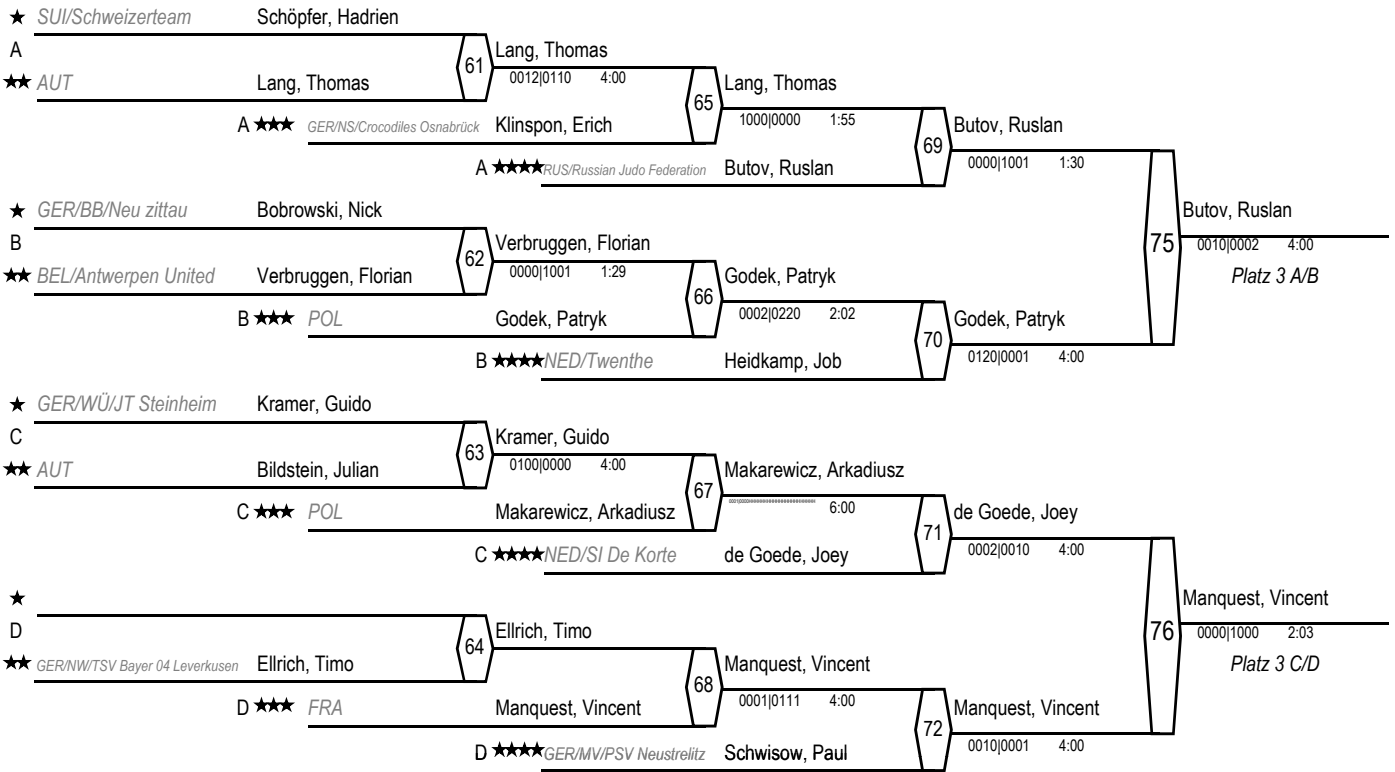 ★ SUI/Schweizerteam Schöpfer, Hadrien
A 61 Lang, Thomas
0012|0110 4:00
★★ AUT Lang, Thomas 65 Lang, Thomas
1000|0000 1:55
A ★★★ GER/NS/Crocodiles Osnabrück Klinspon, Erich 69 Butov, Ruslan
0000|1001 1:30
A ★★★★ RUS/Russian Judo Federation Butov, Ruslan
★ GER/BB/Neu zittau Bobrowski, Nick 75 Butov, Ruslan
0010|0002 4:00
Platz 3 A/B
B 62 Verbruggen, Florian
0000|1001 1:29
★★ BEL/Antwerpen United Verbruggen, Florian 66 Godek, Patryk
0002|0220 2:02
B ★★★ POL Godek, Patryk 70 Godek, Patryk
0120|0001 4:00
B ★★★★ NED/Twenthe Heidkamp, Job
★ GER/WÜ/JT Steinheim Kramer, Guido
C 63 Kramer, Guido
0100|0000 4:00
★★ AUT Bildstein, Julian 67 Makarewicz, Arkadiusz
6:00
C ★★★ POL Makarewicz, Arkadiusz 71 de Goede, Joey
0002|0010 4:00
C ★★★★ NED/SI De Korte de Goede, Joey
★ 76 Manquest, Vincent
0000|1000 2:03
Platz 3 C/D
D 64 Ellrich, Timo
★★ GER/NW/TSV Bayer 04 Leverkusen Ellrich, Timo 68 Manquest, Vincent
0001|0111 4:00
D ★★★ FRA Manquest, Vincent 72 Manquest, Vincent
0010|0001 4:00
D ★★★★ GER/MV/PSV Neustrelitz Schwisow, Paul